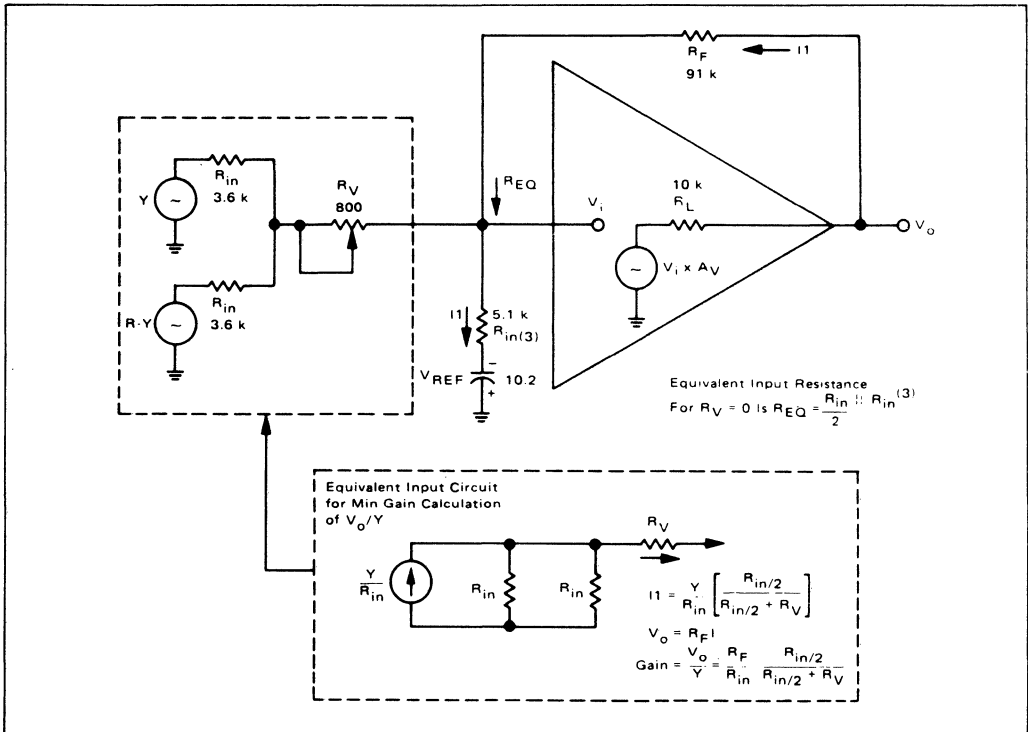 R_F
91 k
I1
R_in
3.6 k
Y
R_V
800
R_EQ
V_i
10 k
R_L
V_o
V_i x A_V
R-Y
R_in
3.6 k
I1
5.1 k
R_in(3)
V_REF
−
10.2
+
Equivalent Input Resistance
For R_V = 0 Is R_EQ = R_in/2 || R_in(3)
Equivalent Input Circuit
for Min Gain Calculation
of V_o/Y
R_V
Y/R_in
R_in
R_in
I1 = Y/R_in [R_in/2 / R_in/2 + R_V]
V_o = R_F I
Gain = V_o/Y = R_F/R_in R_in/2 / R_in/2 + R_V